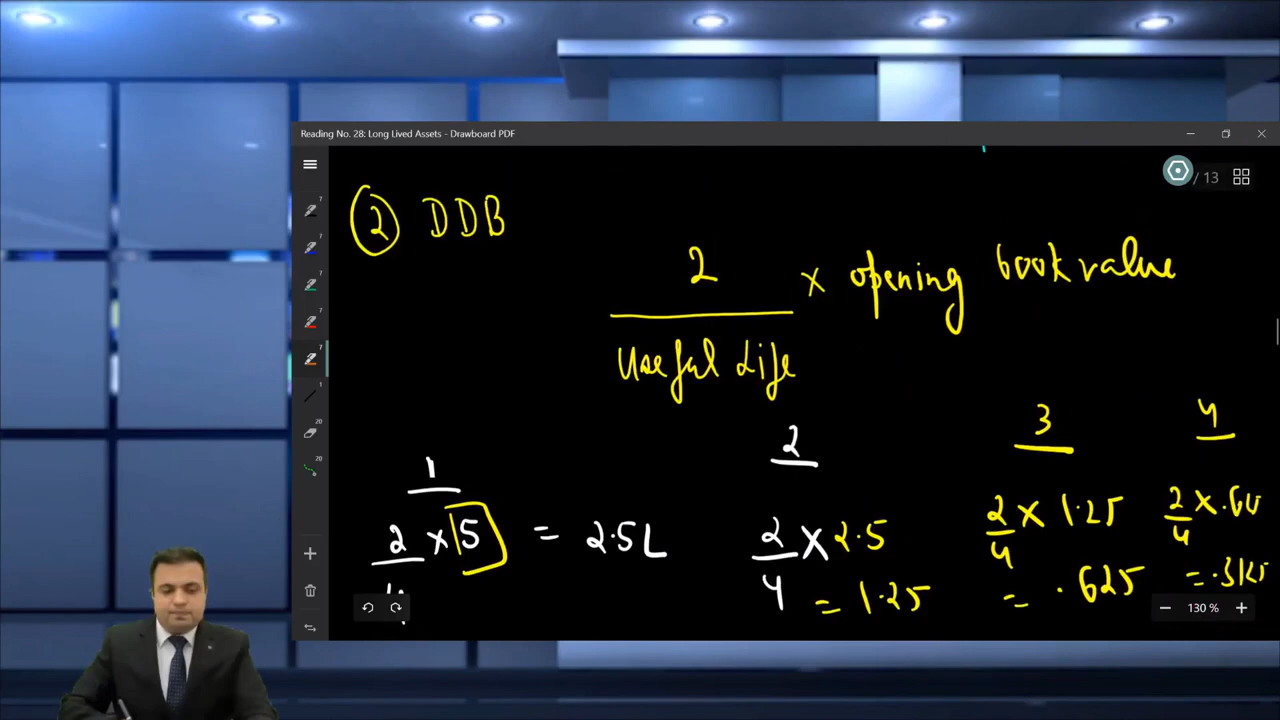 Reading No. 28: Long Lived Assets - Drawboard PDF
/ 13
② DDB
2 / useful Life × opening book value
1
2
3
4
2 × 5 = 2.5L
2/4 × 2.5
= 1.25
2/4 × 1.25
= .625
2/4 × .60
= .3125
130 %